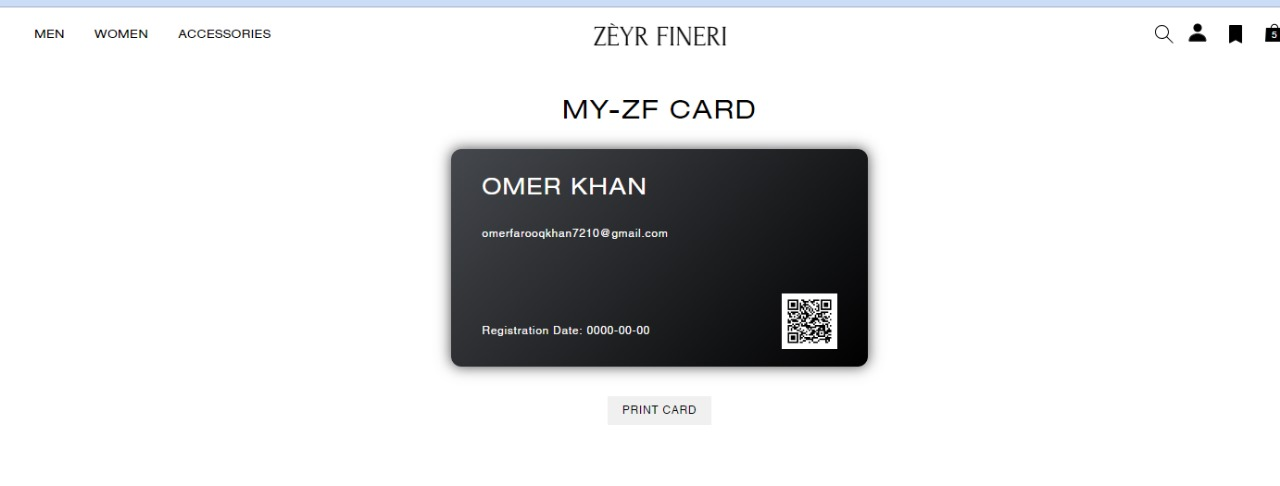 MEN WOMEN ACCESSORIES ZÈYR FINERI 5
MY-ZF CARD
OMER KHAN
omerfarooqkhan7210@gmail.com
Registration Date: 0000-00-00
PRINT CARD